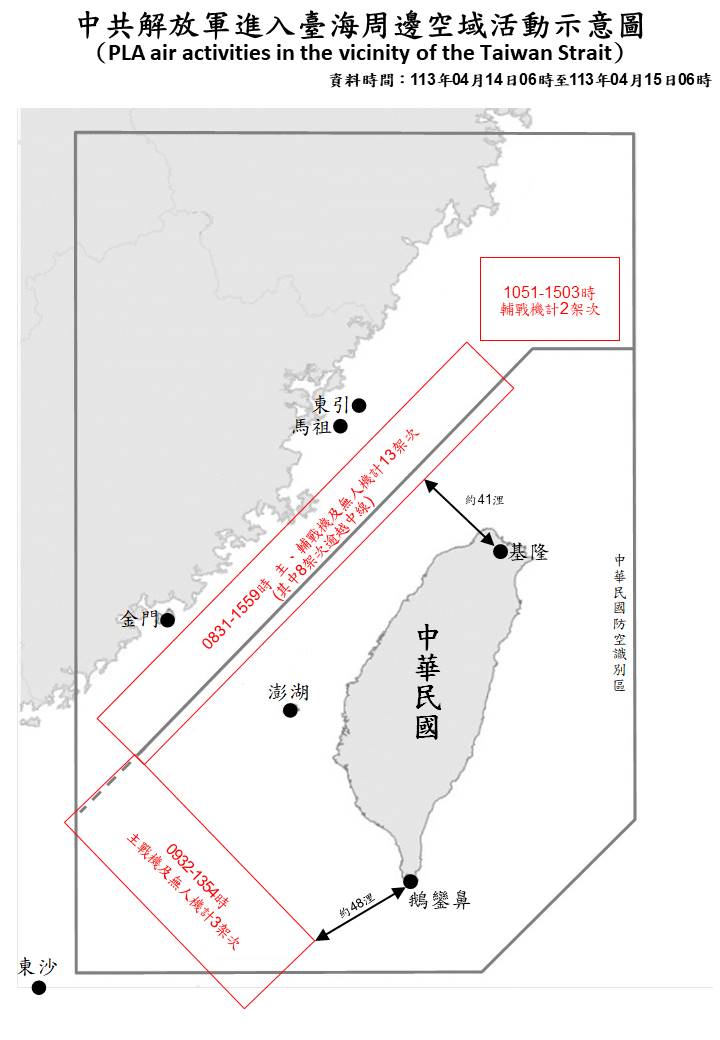 中共解放軍進入臺海周邊空域活動示意圖
（PLA air activities in the vicinity of the Taiwan Strait）
資料時間：113年04月14日06時至113年04月15日06時
1051-1503時
輔戰機計2架次
東引
馬祖
0831-1559時 主、輔戰機及無人機計13架次
(其中8架次逾越中線)
約41浬
基隆
中華民國防空識別區
金門
中華民國
澎湖
0932-1354時
主戰機及無人機計3架次
約48浬
鵝鑾鼻
東沙